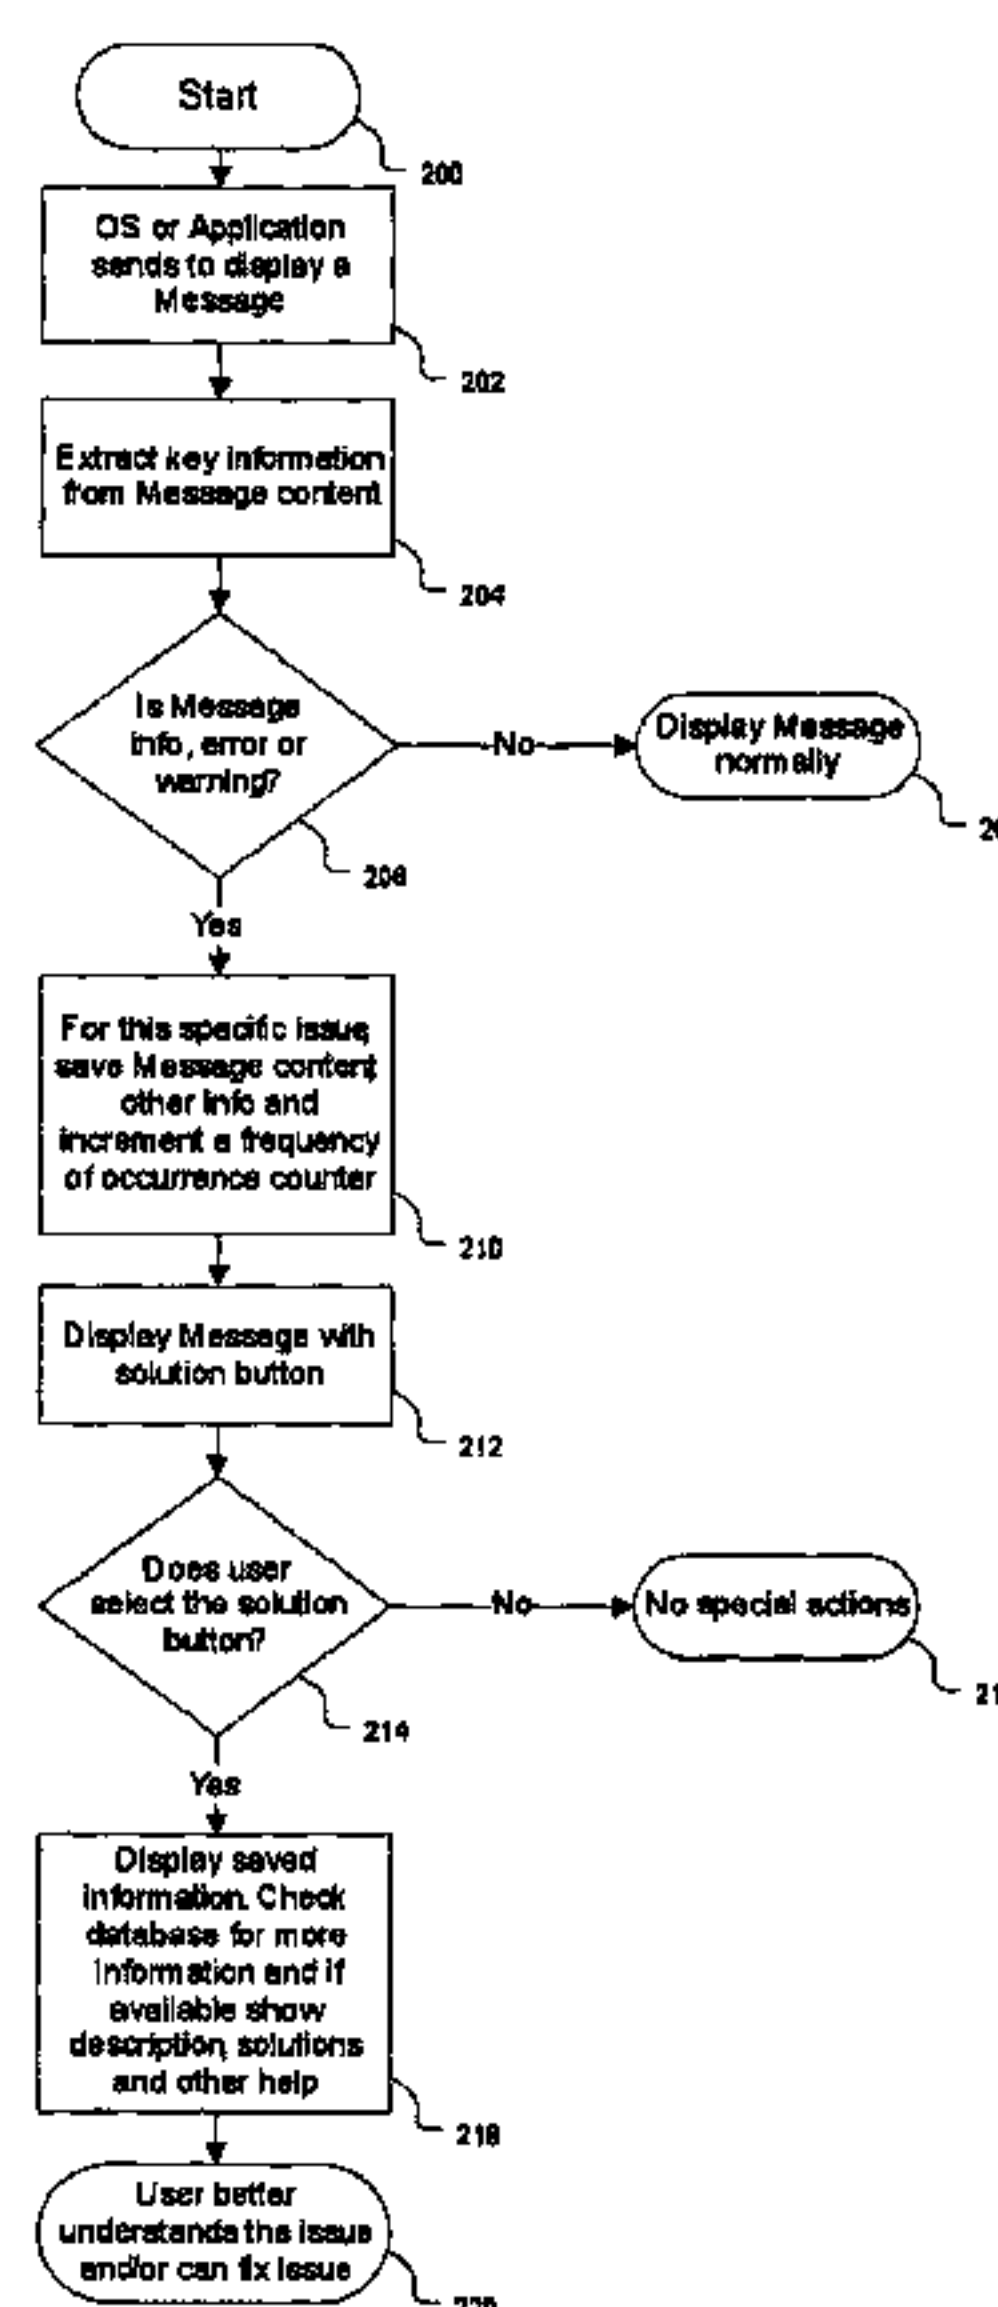 Start
200
OS or Application
sends to display a
Message
202
Extract key information
from Message content
204
Is Message
info, error or
warning?
206
No
Display Message
normally
Yes
For this specific issue,
save Message content,
other info and
increment a frequency
of occurrence counter
210
Display Message with
solution button
212
Does user
select the solution
button?
214
No
No special actions
Yes
Display saved
information. Check
database for more
information and if
available show
description, solutions
and other help
218
User better
understands the issue
and/or can fix issue